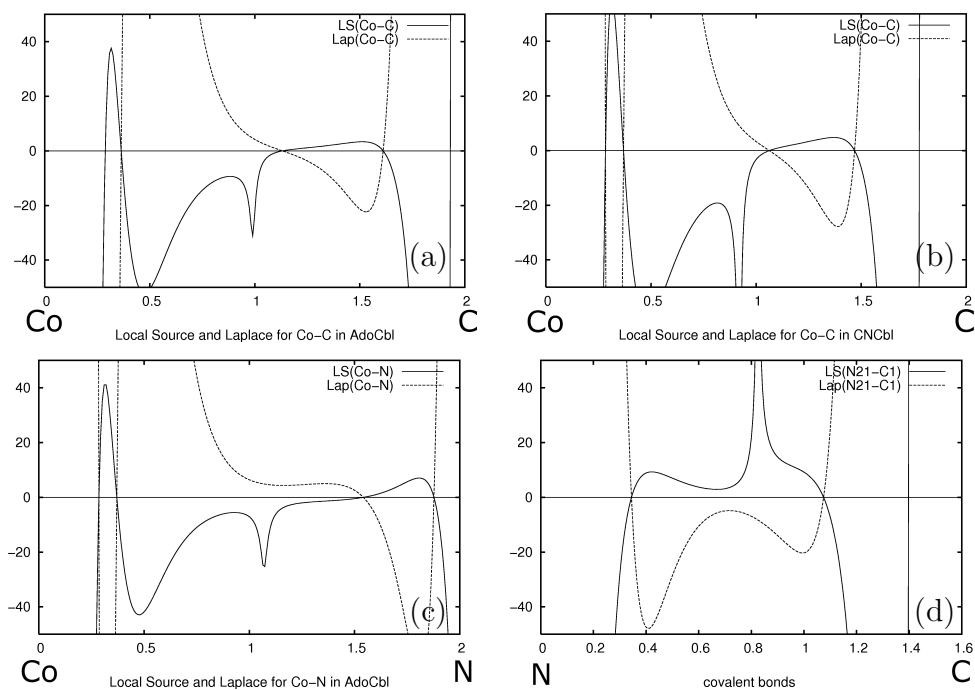 LS(Co-C)
Lap(Co-C)
40
20
0
-20
-40
(a)
0 0.5 1 1.5 2
Co C
Local Source and Laplace for Co-C in AdoCbl
LS(Co-C)
Lap(Co-C)
40
20
0
-20
-40
(b)
0 0.5 1 1.5 2
Co C
Local Source and Laplace for Co-C in CNCbl
LS(Co-N)
Lap(Co-N)
40
20
0
-20
-40
(c)
0 0.5 1 1.5 2
Co N
Local Source and Laplace for Co-N in AdoCbl
LS(N21-C1)
Lap(N21-C1)
40
20
0
-20
-40
(d)
0 0.2 0.4 0.6 0.8 1 1.2 1.4 1.6
N C
covalent bonds